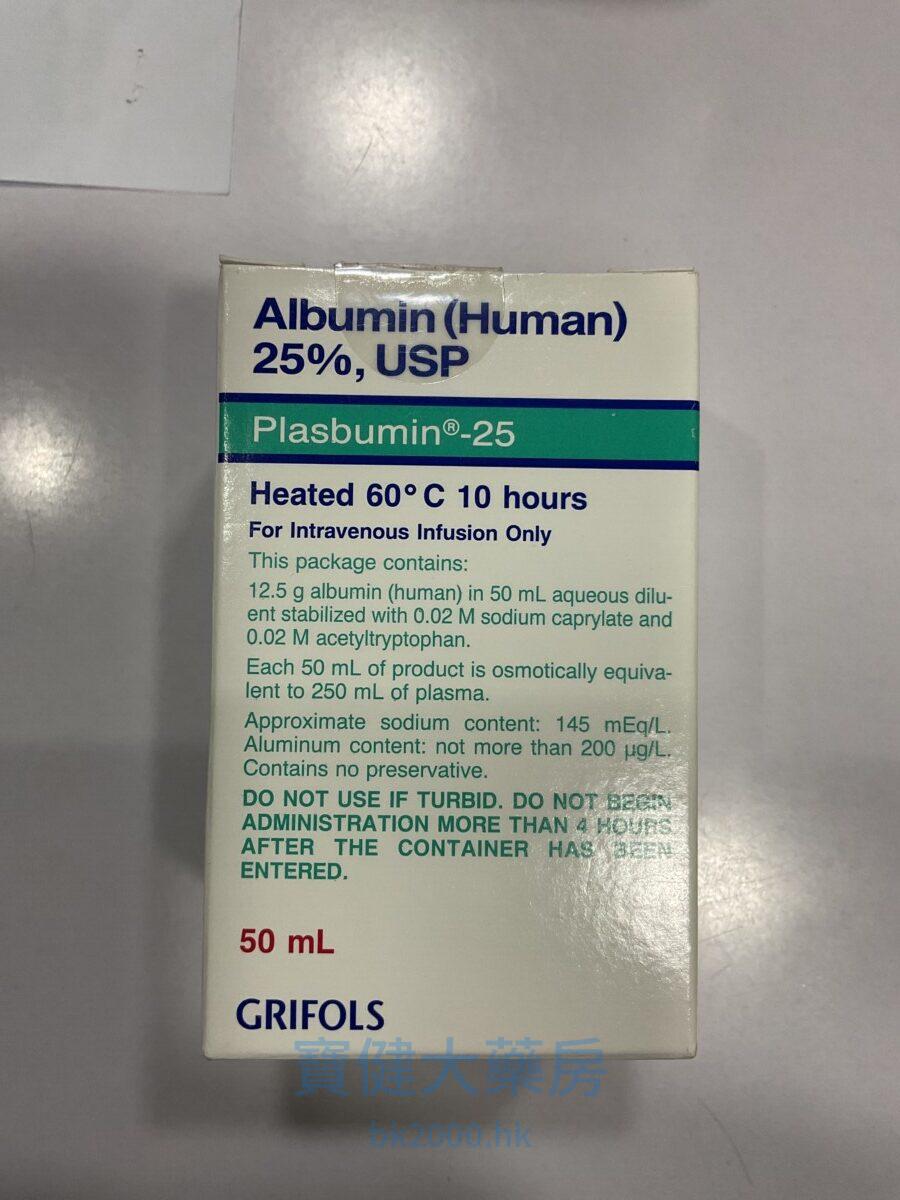 Albumin (Human)
25%, USP
Plasbumin®-25
Heated 60° C 10 hours
For Intravenous Infusion Only
This package contains:
12.5 g albumin (human) in 50 mL aqueous dilu-
ent stabilized with 0.02 M sodium caprylate and
0.02 M acetyltryptophan.
Each 50 mL of product is osmotically equiva-
lent to 250 mL of plasma.
Approximate sodium content: 145 mEq/L.
Aluminum content: not more than 200 µg/L.
Contains no preservative.
DO NOT USE IF TURBID. DO NOT BEGIN
ADMINISTRATION MORE THAN 4 HOURS
AFTER THE CONTAINER HAS BEEN
ENTERED.
50 mL
GRIFOLS
寶健大藥房
bk2000.hk